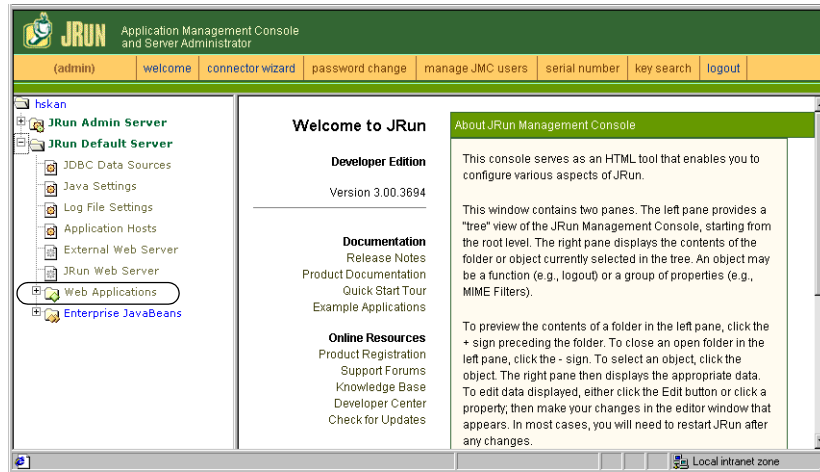 JRUN
Application Management Console
and Server Administrator
(admin) welcome connector wizard password change manage JMC users serial number key search logout
hskan
JRun Admin Server
JRun Default Server
JDBC Data Sources
Java Settings
Log File Settings
Application Hosts
External Web Server
JRun Web Server
Web Applications
Enterprise JavaBeans
Welcome to JRun
Developer Edition
Version 3.00.3694
Documentation
Release Notes
Product Documentation
Quick Start Tour
Example Applications
Online Resources
Product Registration
Support Forums
Knowledge Base
Developer Center
Check for Updates
About JRun Management Console
This console serves as an HTML tool that enables you to
configure various aspects of JRun.
This window contains two panes. The left pane provides a
"tree" view of the JRun Management Console, starting from
the root level. The right pane displays the contents of the
folder or object currently selected in the tree. An object may
be a function (e.g., logout) or a group of properties (e.g.,
MIME Filters).
To preview the contents of a folder in the left pane, click the
+ sign preceding the folder. To close an open folder in the
left pane, click the - sign. To select an object, click the
object. The right pane then displays the appropriate data.
To edit data displayed, either click the Edit button or click a
property; then make your changes in the editor window that
appears. In most cases, you will need to restart JRun after
any changes.
Local intranet zone